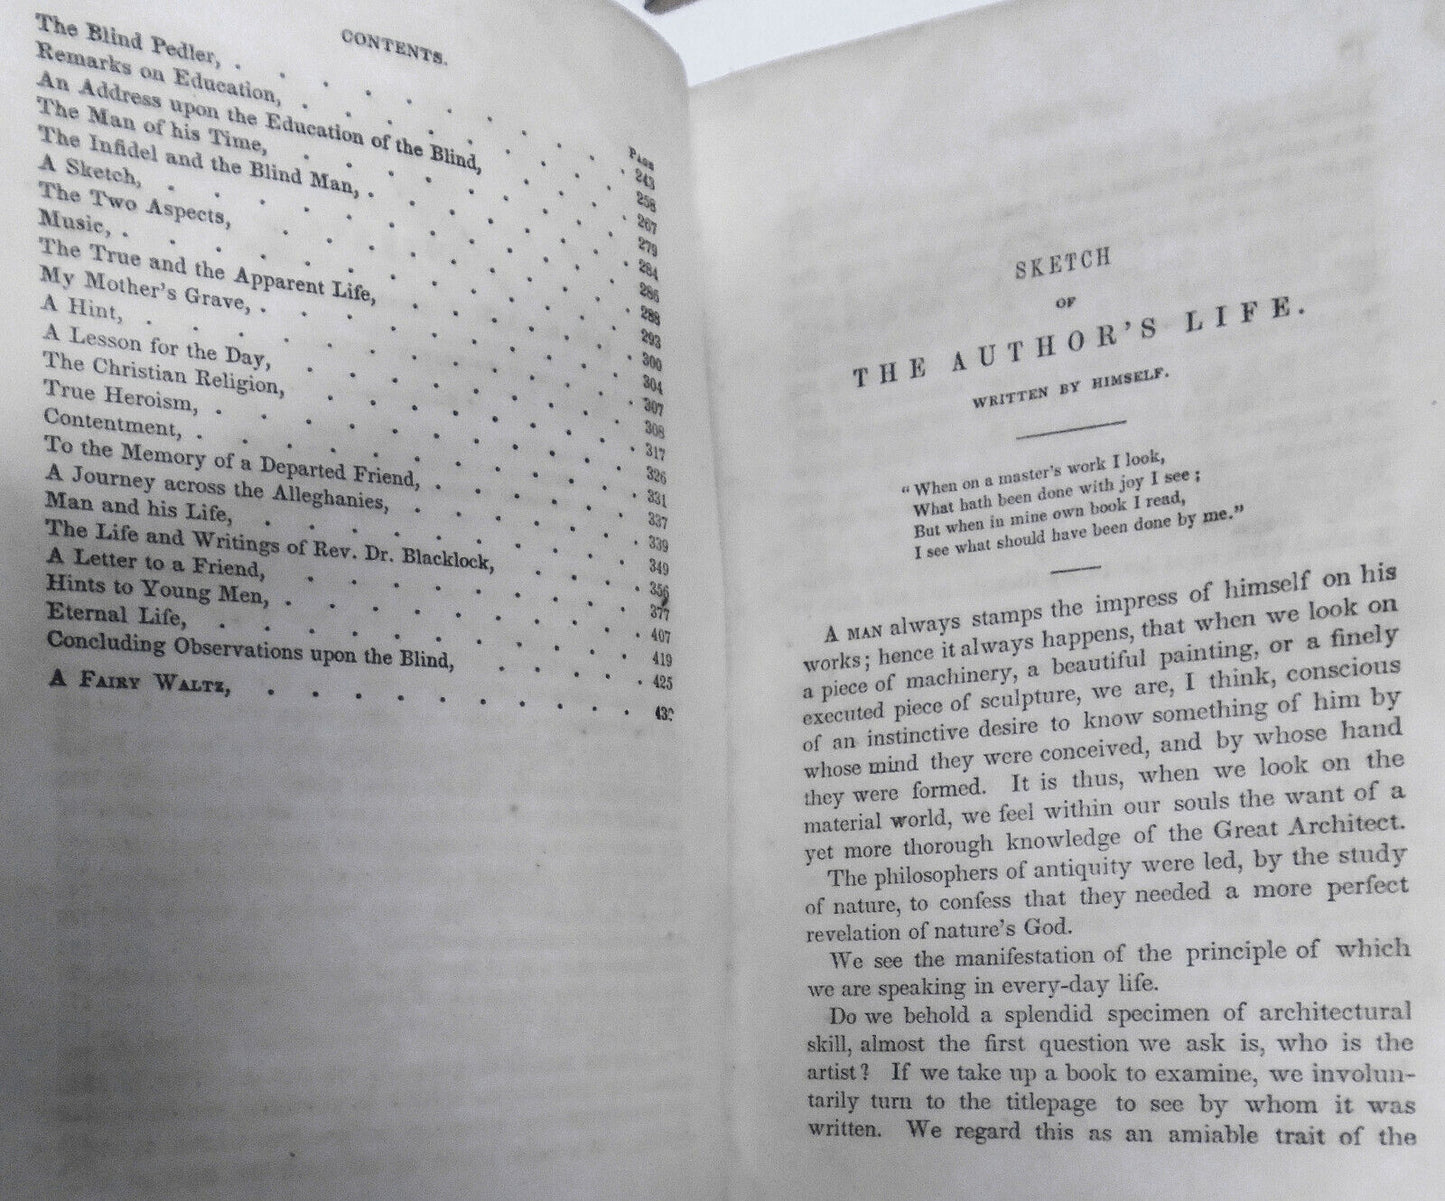 CONTENTS.
Page
The Blind Pedler, . . . . . . . . . 243
Remarks on Education, . . . . . . . . 258
An Address upon the Education of the Blind, . . . 267
The Man of his Time, . . . . . . . . 279
The Infidel and the Blind Man, . . . . . . 284
A Sketch, . . . . . . . . . . 286
The Two Aspects, . . . . . . . . 288
Music, . . . . . . . . . . . 293
The True and the Apparent Life, . . . . . . 300
My Mother's Grave, . . . . . . . . 304
A Hint, . . . . . . . . . . 307
A Lesson for the Day, . . . . . . . 308
The Christian Religion, . . . . . . . 317
True Heroism, . . . . . . . . . 326
Contentment, . . . . . . . . . 331
To the Memory of a Departed Friend, . . . . . 337
A Journey across the Alleghanies, . . . . . 339
Man and his Life, . . . . . . . . 349
The Life and Writings of Rev. Dr. Blacklock, . . . 356
A Letter to a Friend, . . . . . . . 377
Hints to Young Men, . . . . . . . . 407
Eternal Life, . . . . . . . . . 419
Concluding Observations upon the Blind, . . . . 425
A Fairy Waltz, . . . . . . . . 432
SKETCH
OF
THE AUTHOR'S LIFE.
WRITTEN BY HIMSELF.
"When on a master's work I look,
What hath been done with joy I see;
But when in mine own book I read,
I see what should have been done by me."
A MAN always stamps the impress of himself on his
works; hence it always happens, that when we look on
a piece of machinery, a beautiful painting, or a finely
executed piece of sculpture, we are, I think, conscious
of an instinctive desire to know something of him by
whose mind they were conceived, and by whose hand
they were formed. It is thus, when we look on the
material world, we feel within our souls the want of a
yet more thorough knowledge of the Great Architect.
The philosophers of antiquity were led, by the study
of nature, to confess that they needed a more perfect
revelation of nature's God.
We see the manifestation of the principle of which
we are speaking in every-day life.
Do we behold a splendid specimen of architectural
skill, almost the first question we ask is, who is the
artist? If we take up a book to examine, we involun-
tarily turn to the titlepage to see by whom it was
written. We regard this as an amiable trait of the